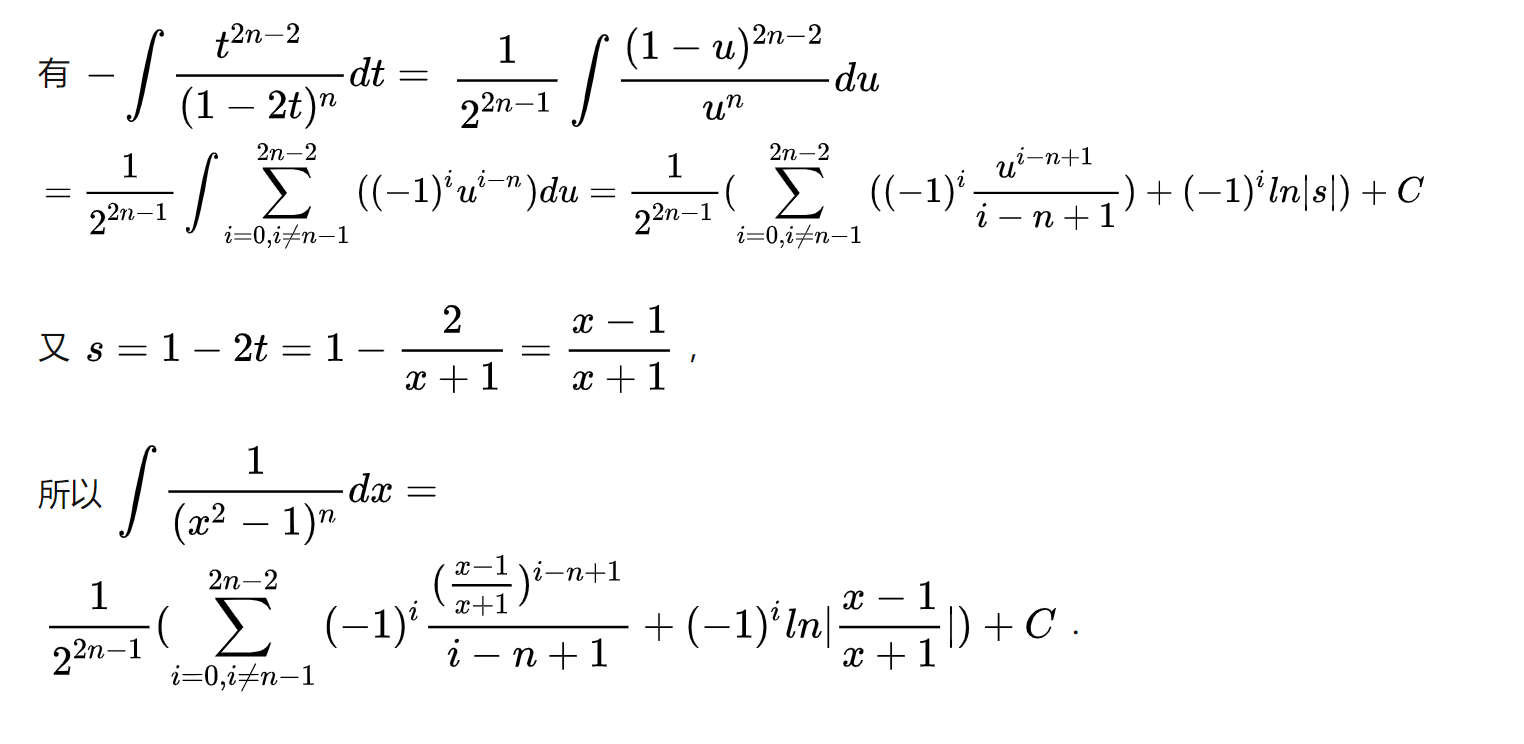 有 $-\int \frac{t^{2n-2}}{(1-2t)^n}dt = \frac{1}{2^{2n-1}}\int \frac{(1-u)^{2n-2}}{u^n}du$
$= \frac{1}{2^{2n-1}}\int \sum_{i=0,i\neq n-1}^{2n-2}((-1)^i u^{i-n})du = \frac{1}{2^{2n-1}}(\sum_{i=0,i\neq n-1}^{2n-2}((-1)^i \frac{u^{i-n+1}}{i-n+1}) + (-1)^i ln|s|) + C$
又 $s = 1-2t = 1-\frac{2}{x+1} = \frac{x-1}{x+1}$ ,
所以 $\int \frac{1}{(x^2-1)^n}dx =$
$\frac{1}{2^{2n-1}}(\sum_{i=0,i\neq n-1}^{2n-2}(-1)^i \frac{(\frac{x-1}{x+1})^{i-n+1}}{i-n+1} + (-1)^i ln|\frac{x-1}{x+1}|) + C$ .